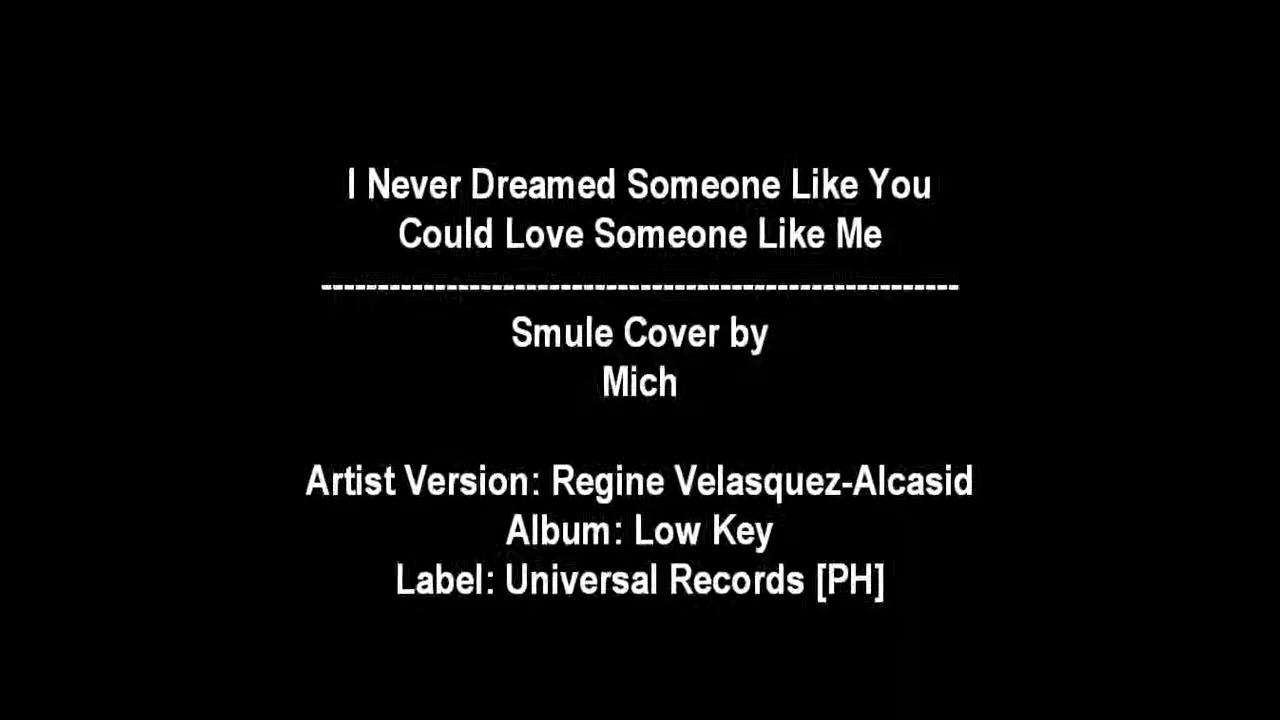 I Never Dreamed Someone Like You
Could Love Someone Like Me
--------------------------------------------------------
Smule Cover by
Mich
Artist Version: Regine Velasquez-Alcasid
Album: Low Key
Label: Universal Records [PH]